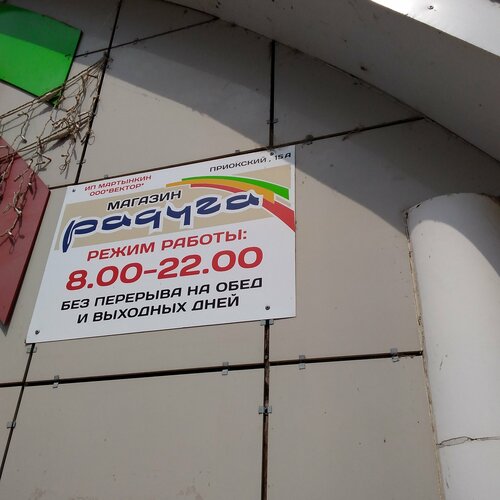 ИП МАРТЫНКИН
ООО"ВЕКТОР"
ПРИОКСКИЙ, 15А
МАГАЗИН
радуга
РЕЖИМ РАБОТЫ:
8.00-22.00
БЕЗ ПЕРЕРЫВА НА ОБЕД
И ВЫХОДНЫХ ДНЕЙ